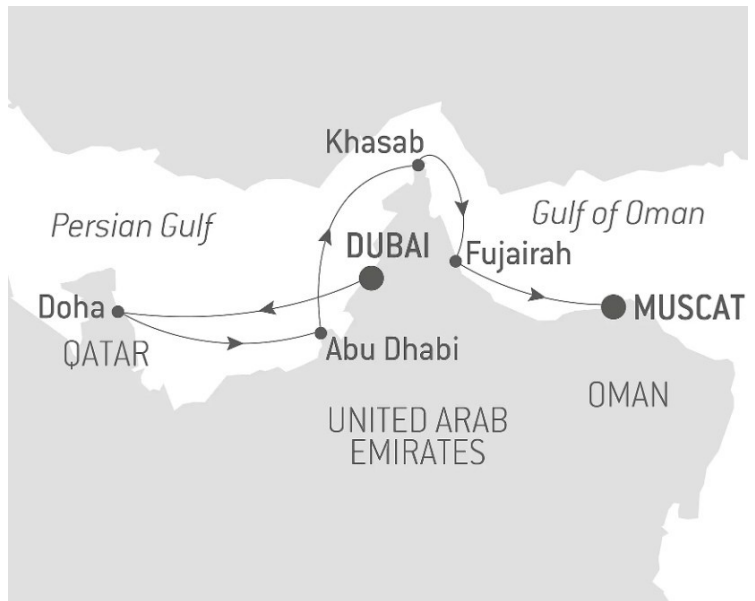 Khasab
Persian Gulf
Gulf of Oman
DUBAI
Fujairah
Doha
MUSCAT
QATAR
Abu Dhabi
OMAN
UNITED ARAB
EMIRATES